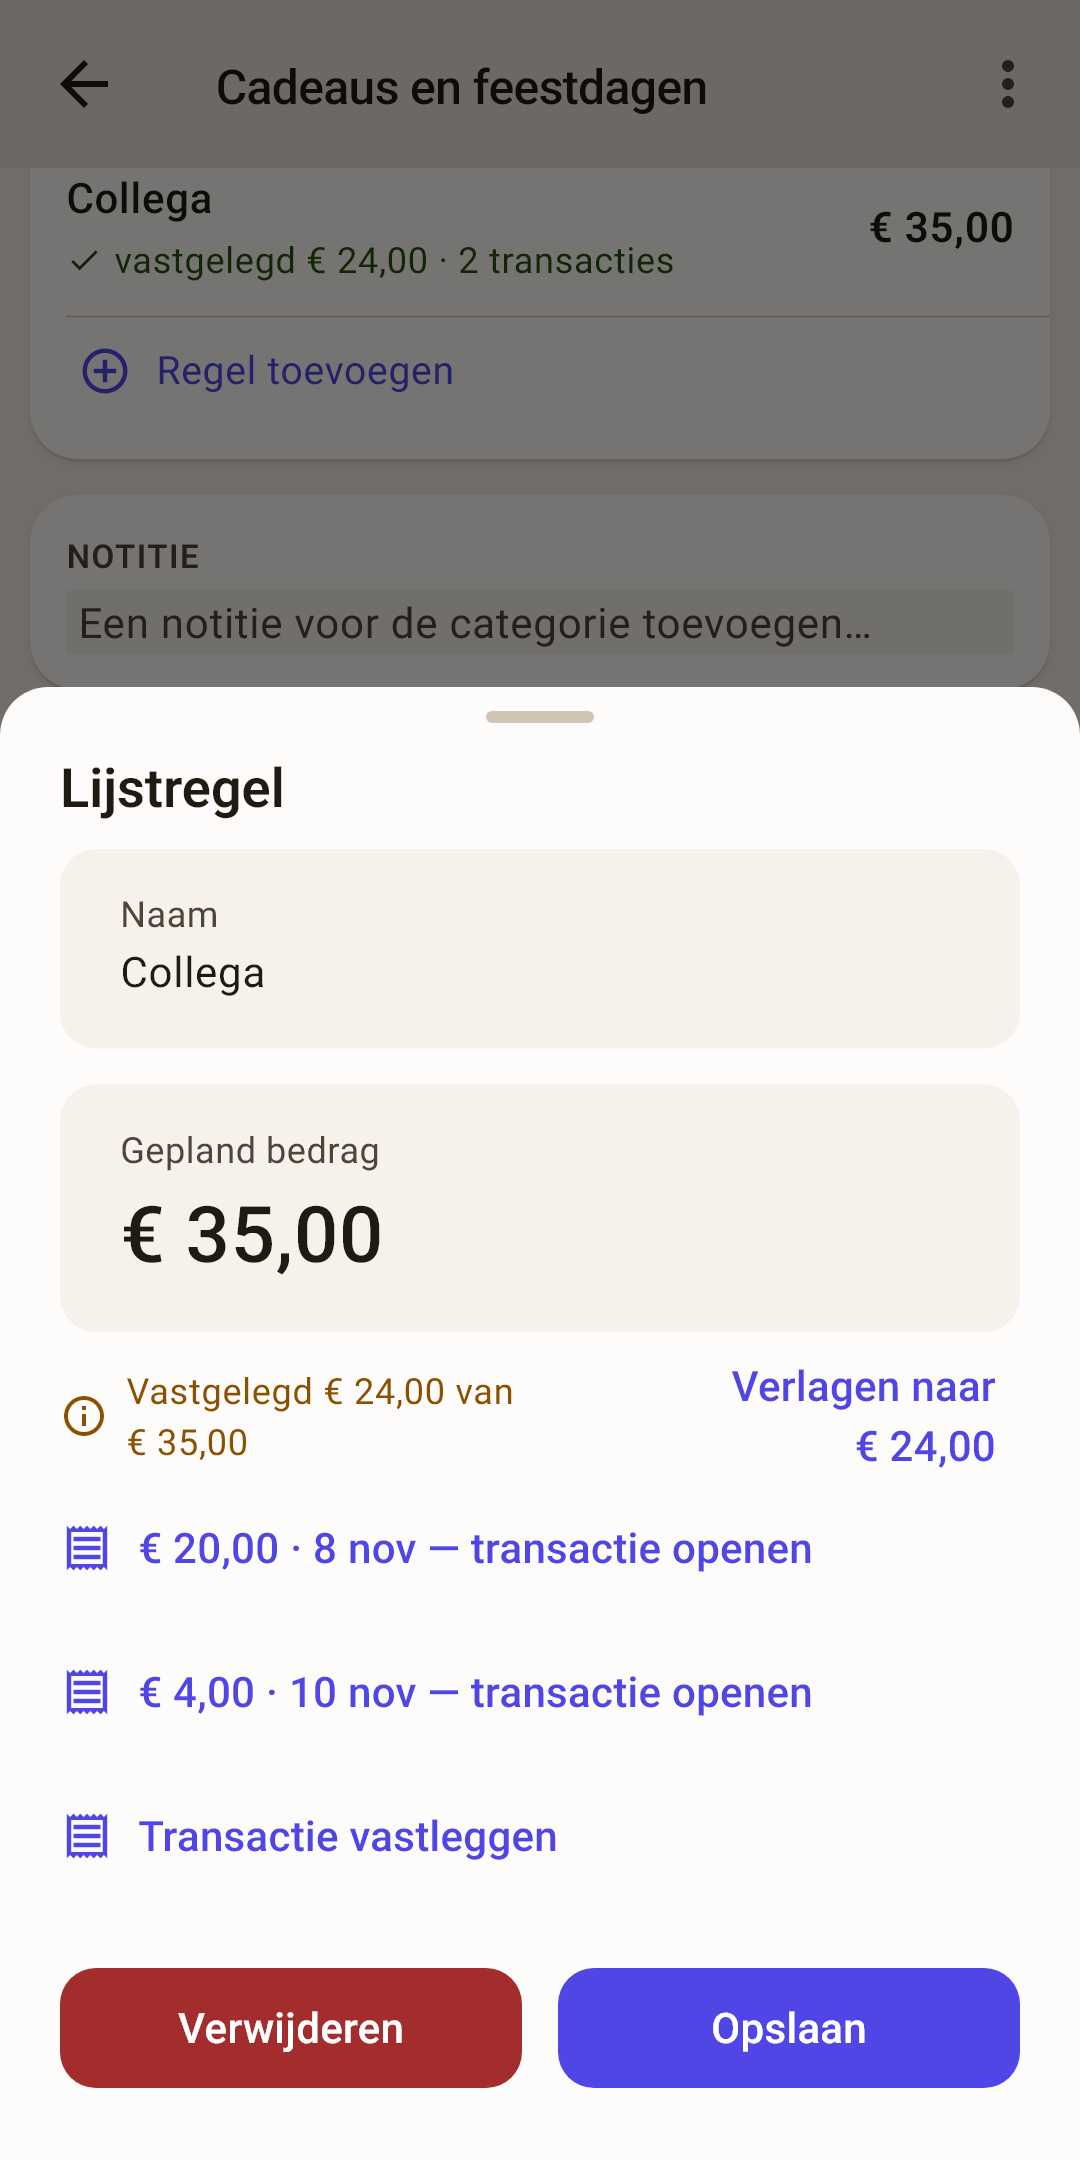 Cadeaus en feestdagen
Collega
€ 35,00
vastgelegd € 24,00 · 2 transacties
Regel toevoegen
NOTITIE
Een notitie voor de categorie toevoegen…
Lijstregel
Naam
Collega
Gepland bedrag
€ 35,00
Vastgelegd € 24,00 van
€ 35,00
Verlagen naar
€ 24,00
€ 20,00 · 8 nov — transactie openen
€ 4,00 · 10 nov — transactie openen
Transactie vastleggen
Verwijderen
Opslaan